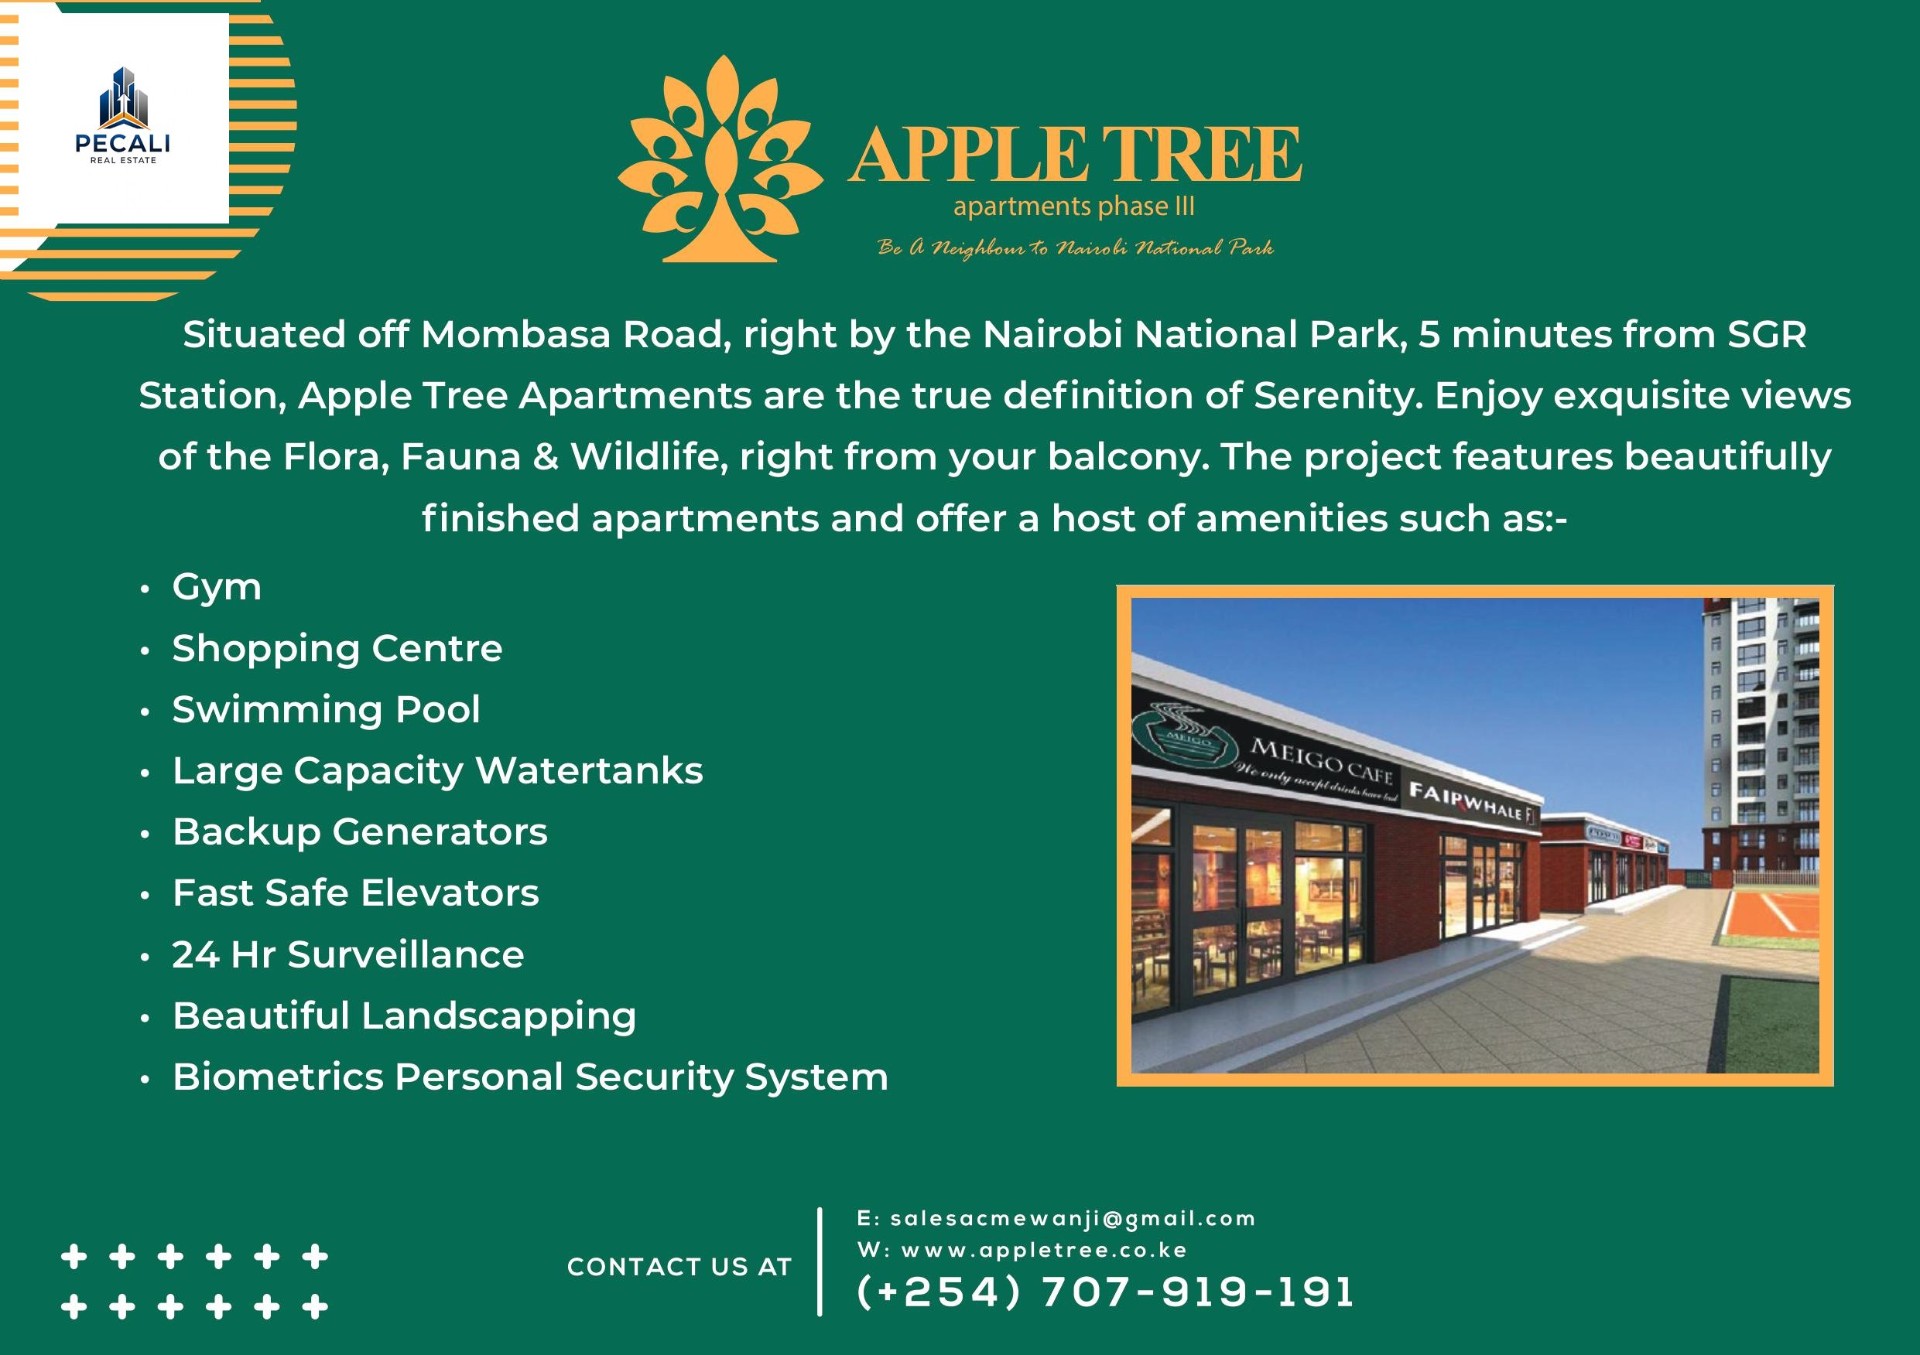 PECALI
REAL ESTATE
APPLE TREE
apartments phase III
Be A Neighbour to Nairobi National Park
Situated off Mombasa Road, right by the Nairobi National Park, 5 minutes from SGR
Station, Apple Tree Apartments are the true definition of Serenity. Enjoy exquisite views
of the Flora, Fauna & Wildlife, right from your balcony. The project features beautifully
finished apartments and offer a host of amenities such as:-
• Gym
• Shopping Centre
• Swimming Pool
• Large Capacity Watertanks
• Backup Generators
• Fast Safe Elevators
• 24 Hr Surveillance
• Beautiful Landscapping
• Biometrics Personal Security System
MEIGO
MEIGO CAFE
We only accept drinks have
FAIRWHALE
CONTACT US AT
E: salesacmewanji@gmail.com
W: www.appletree.co.ke
(+254) 707-919-191